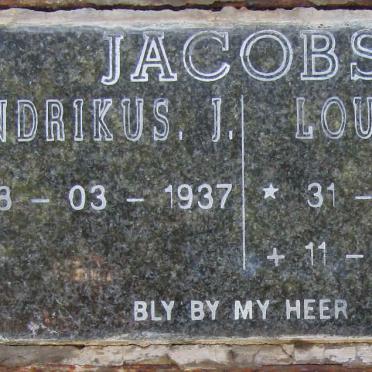 JACOBS
NDRIKUS. J. LOU
8 - 03 - 1937 * 31 -
+ 11 -
BLY BY MY HEER